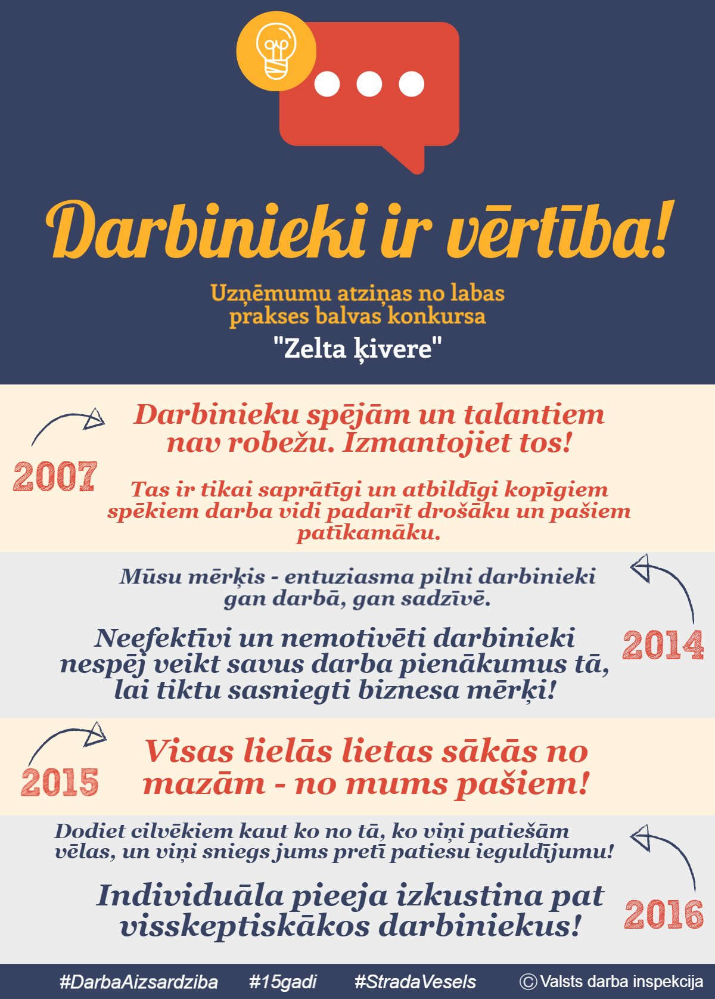 Darbinieki ir vērtība!
Uzņēmumu atziņas no labas
prakses balvas konkursa
"Zelta ķivere"
2007
Darbinieku spējām un talantiem
nav robežu. Izmantojiet tos!
Tas ir tikai saprātīgi un atbildīgi kopīgiem
spēkiem darba vidi padarīt drošāku un pašiem
patīkamāku.
Mūsu mērķis - entuziasma pilni darbinieki
gan darbā, gan sadzīvē.
2014
Neefektīvi un nemotivēti darbinieki
nespēj veikt savus darba pienākumus tā,
lai tiktu sasniegti biznesa mērķi!
2015
Visas lielās lietas sākās no
mazām - no mums pašiem!
Dodiet cilvēkiem kaut ko no tā, ko viņi patiešām
vēlas, un viņi sniegs jums pretī patiesu ieguldījumu!
2016
Individuāla pieeja izkustina pat
visskeptiskākos darbiniekus!
#DarbaAizsardziba #15gadi #StradaVesels ©Valsts darba inspekcija